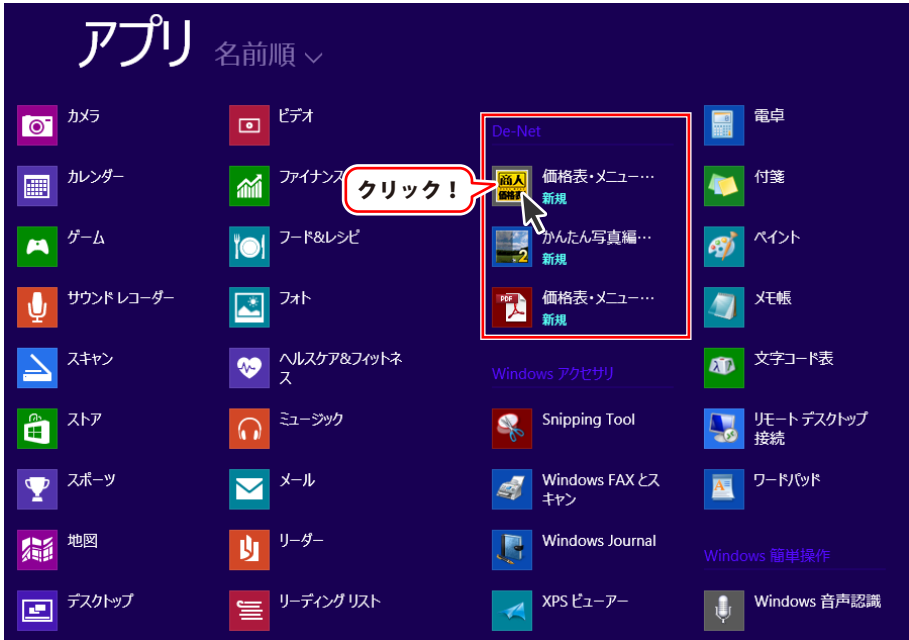 アプリ 名前順
カメラ
カレンダー
ゲーム
サウンド レコーダー
スキャン
ストア
スポーツ
地図
デスクトップ
ビデオ
ファイナンス
フード&レシピ
フォト
ヘルスケア&フィットネ
ス
ミュージック
メール
リーダー
リーディング リスト
De-Net
クリック！
商人
価格表
価格表・メニュー…
新規
2
かんたん写真編…
新規
PDF
価格表・メニュー…
新規
Windows アクセサリ
Snipping Tool
Windows FAX とス
キャン
Windows Journal
XPS ビューアー
電卓
付箋
ペイント
メモ帳
文字コード表
リモート デスクトップ
接続
ワードパッド
Windows 簡単操作
Windows 音声認識